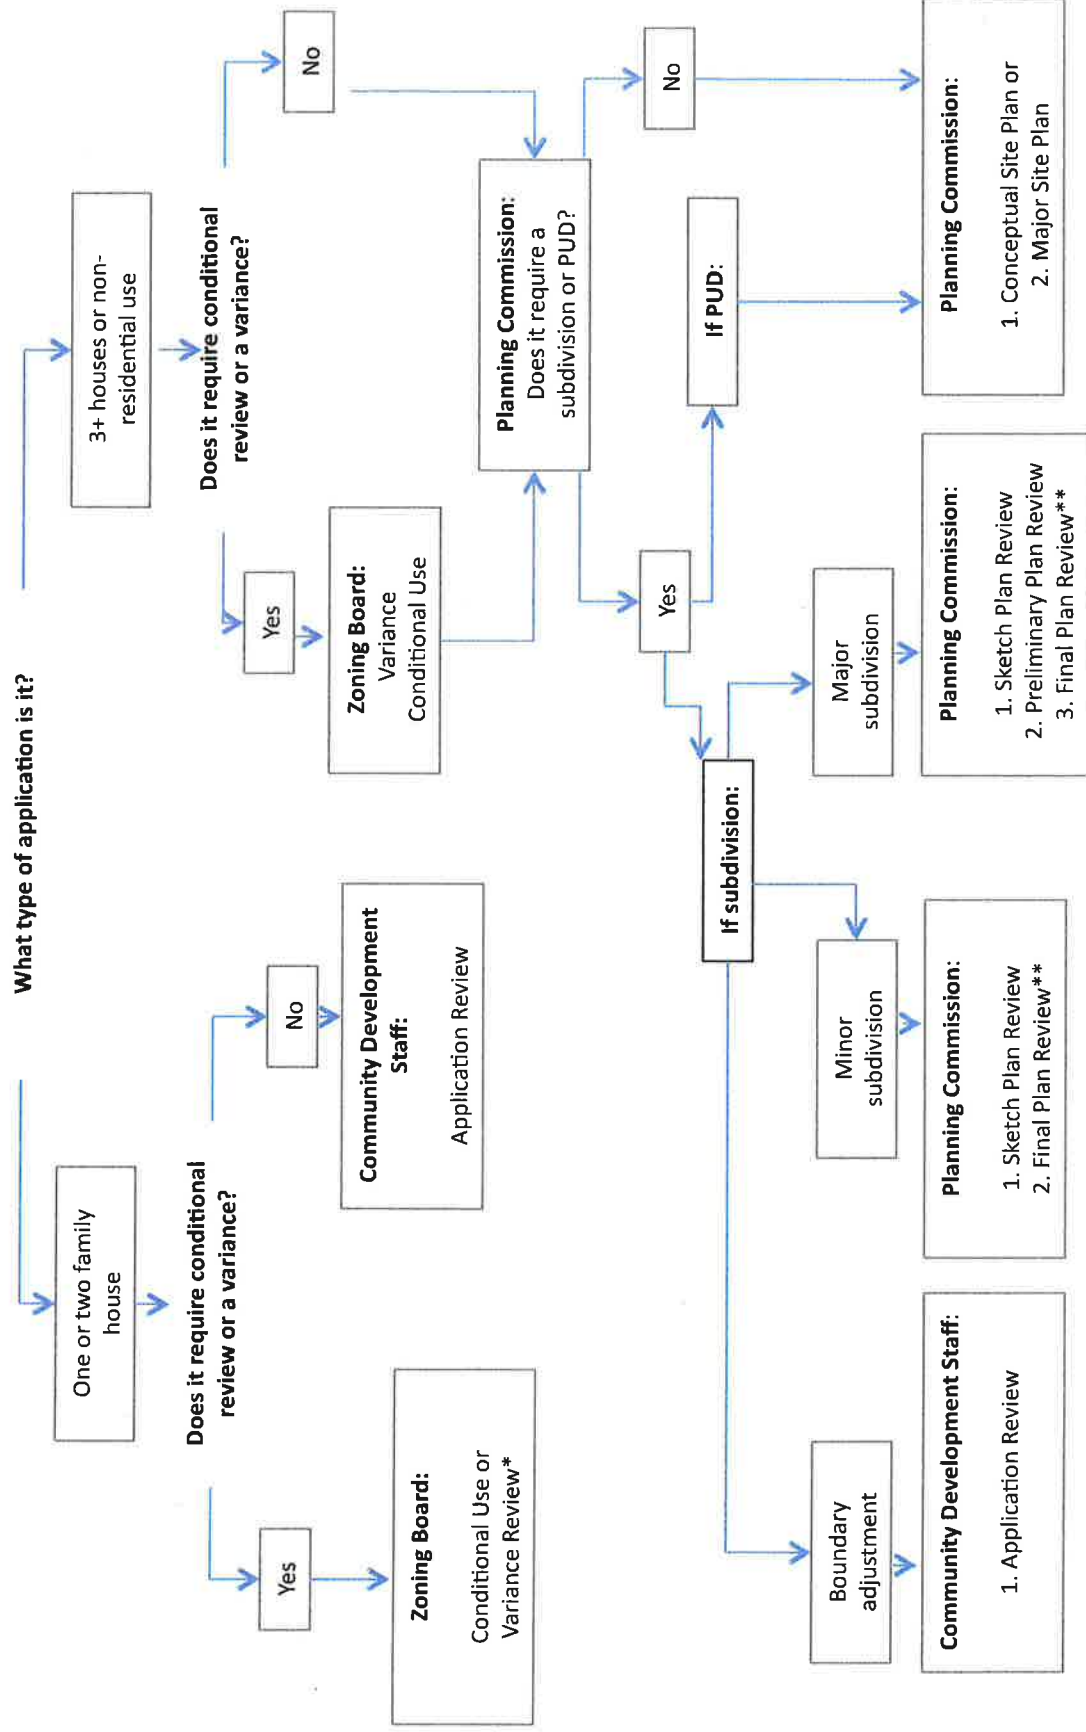 What type of application is it?
One or two family
house
3+ houses or non-
residential use
Does it require conditional
review or a variance?
Does it require conditional
review or a variance?
Yes
No
Yes
No
Zoning Board:
Conditional Use or
Variance Review*
Community Development
Staff:
Application Review
Zoning Board:
Variance
Conditional Use
Planning Commission:
Does it require a
subdivision or PUD?
Yes
No
If subdivision:
If PUD:
Boundary
adjustment
Minor
subdivision
Major
subdivision
Community Development Staff:
1. Application Review
Planning Commission:
1. Sketch Plan Review
2. Final Plan Review**
Planning Commission:
1. Sketch Plan Review
2. Preliminary Plan Review
3. Final Plan Review**
Planning Commission:
1. Conceptual Site Plan or
2. Major Site Plan